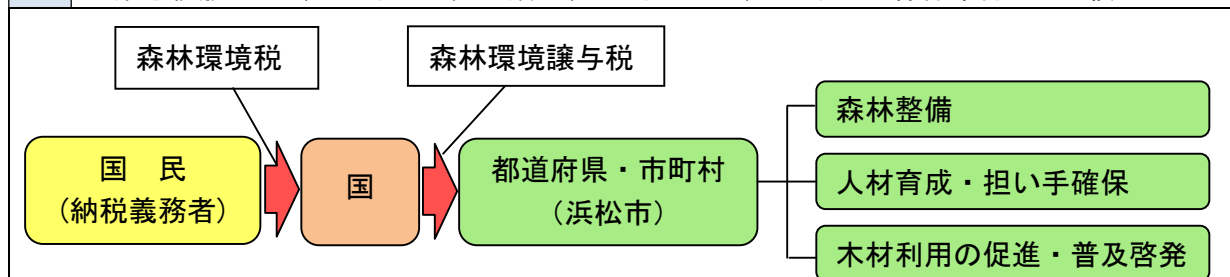 森林環境税
森林環境譲与税
国　民
（納税義務者）
国
都道府県・市町村
（浜松市）
森林整備
人材育成・担い手確保
木材利用の促進・普及啓発